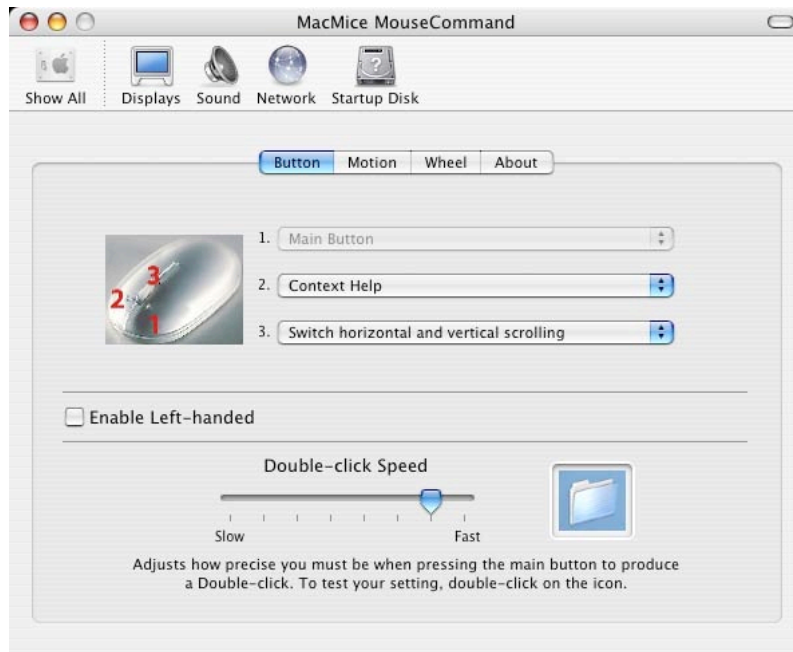 MacMice MouseCommand
Show All Displays Sound Network Startup Disk
Button Motion Wheel About
1. Main Button
2. Context Help
3. Switch horizontal and vertical scrolling
3
2
1
Enable Left-handed
Double-click Speed
Slow Fast
Adjusts how precise you must be when pressing the main button to produce
a Double-click. To test your setting, double-click on the icon.